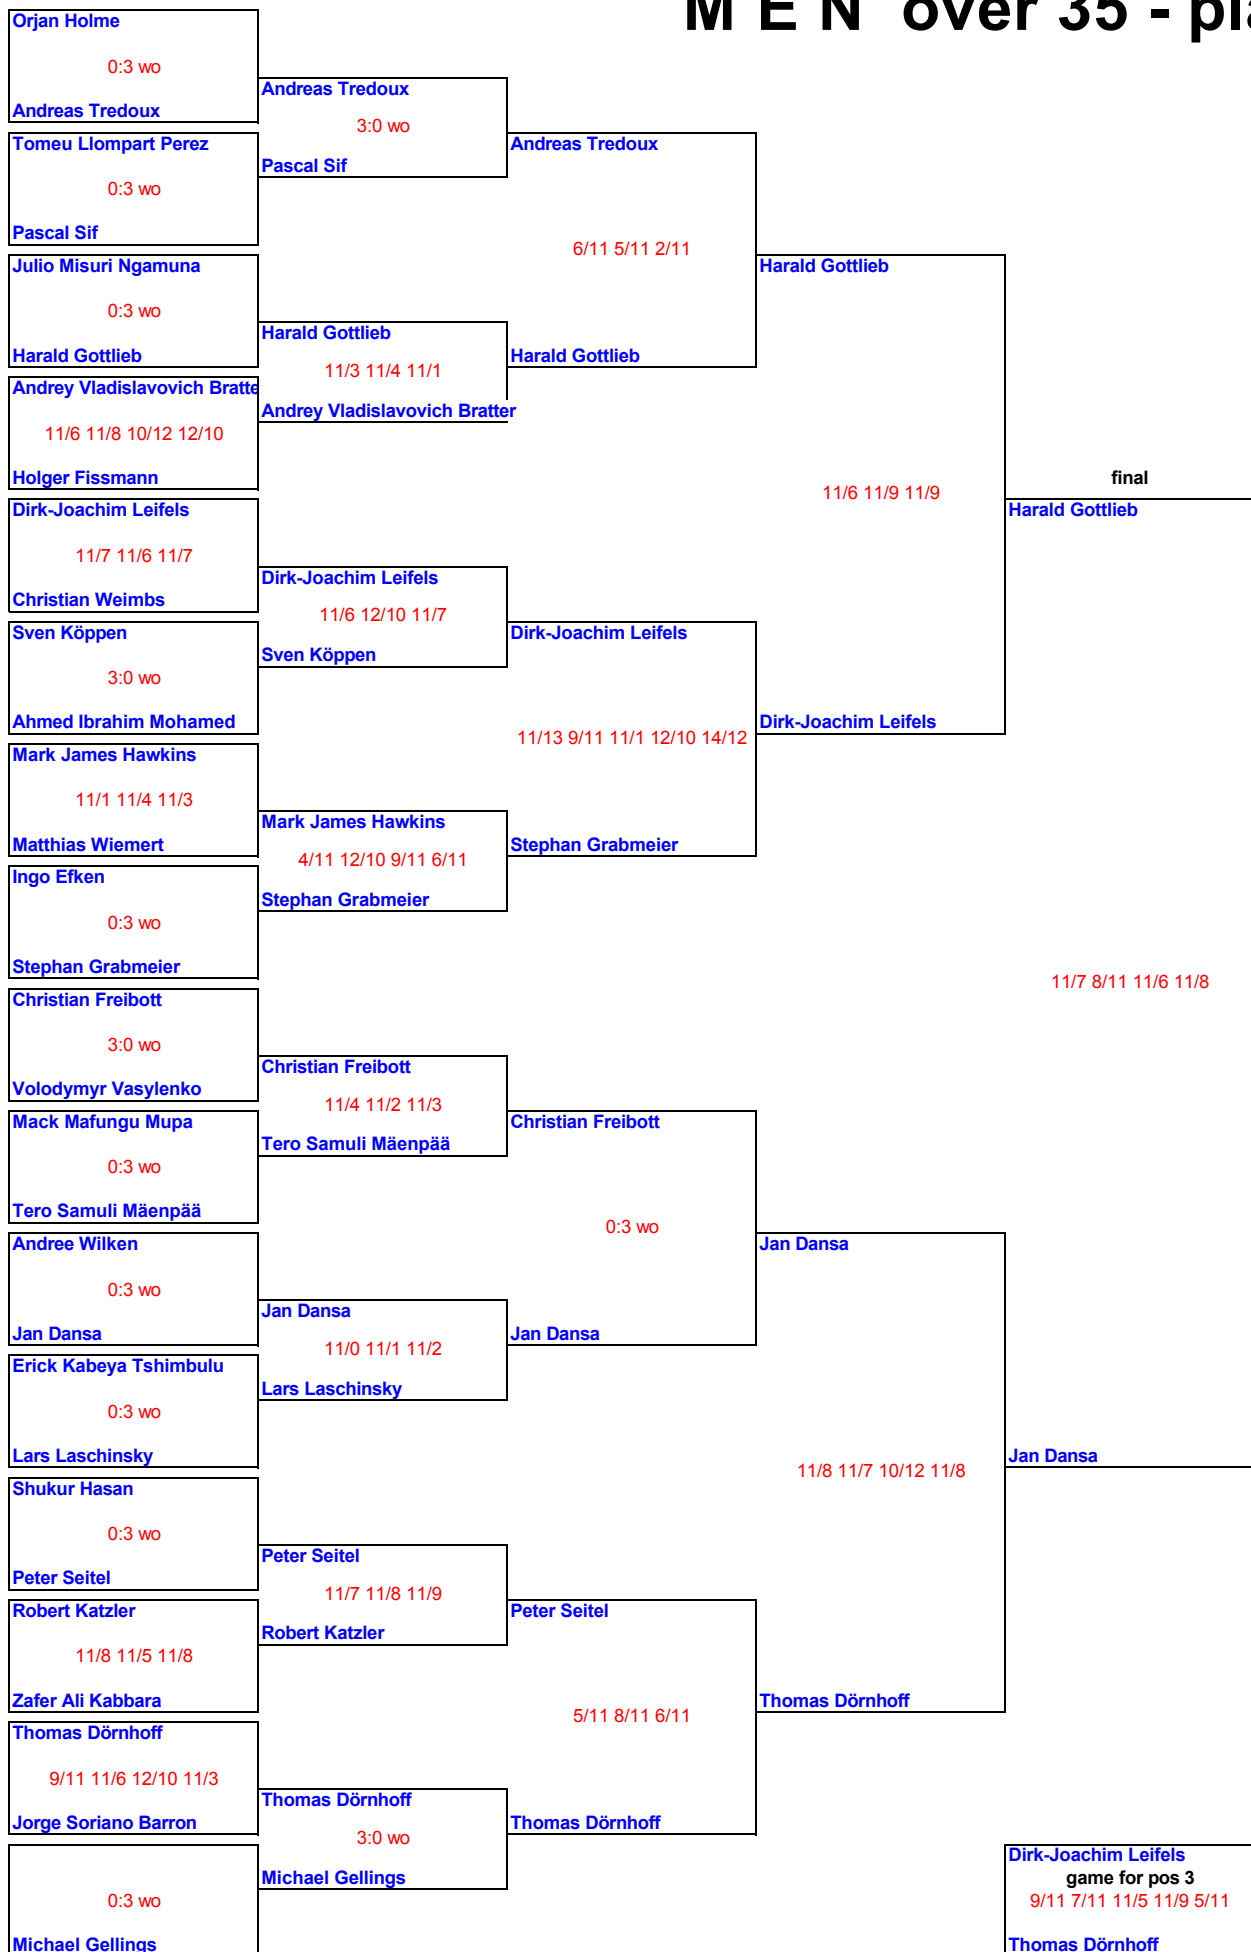 M E N over 35 - pla
Orjan Holme
0:3 wo
Andreas Tredoux
Tomeu Llompart Perez
0:3 wo
Pascal Sif
Julio Misuri Ngamuna
0:3 wo
Harald Gottlieb
Andrey Vladislavovich Bratte
11/6 11/8 10/12 12/10
Holger Fissmann
Dirk-Joachim Leifels
11/7 11/6 11/7
Christian Weimbs
Sven Köppen
3:0 wo
Ahmed Ibrahim Mohamed
Mark James Hawkins
11/1 11/4 11/3
Matthias Wiemert
Ingo Efken
0:3 wo
Stephan Grabmeier
Christian Freibott
3:0 wo
Volodymyr Vasylenko
Mack Mafungu Mupa
0:3 wo
Tero Samuli Mäenpää
Andree Wilken
0:3 wo
Jan Dansa
Erick Kabeya Tshimbulu
0:3 wo
Lars Laschinsky
Shukur Hasan
0:3 wo
Peter Seitel
Robert Katzler
11/8 11/5 11/8
Zafer Ali Kabbara
Thomas Dörnhoff
9/11 11/6 12/10 11/3
Jorge Soriano Barron
0:3 wo
Michael Gellings
Andreas Tredoux
3:0 wo
Pascal Sif
Harald Gottlieb
11/3 11/4 11/1
Andrey Vladislavovich Bratter
Dirk-Joachim Leifels
11/6 12/10 11/7
Sven Köppen
Mark James Hawkins
4/11 12/10 9/11 6/11
Stephan Grabmeier
Christian Freibott
11/4 11/2 11/3
Tero Samuli Mäenpää
Jan Dansa
11/0 11/1 11/2
Lars Laschinsky
Peter Seitel
11/7 11/8 11/9
Robert Katzler
Thomas Dörnhoff
3:0 wo
Michael Gellings
Andreas Tredoux
6/11 5/11 2/11
Harald Gottlieb
Dirk-Joachim Leifels
11/13 9/11 11/1 12/10 14/12
Stephan Grabmeier
Christian Freibott
0:3 wo
Jan Dansa
Peter Seitel
5/11 8/11 6/11
Thomas Dörnhoff
Harald Gottlieb
11/6 11/9 11/9
Dirk-Joachim Leifels
Jan Dansa
11/8 11/7 10/12 11/8
Thomas Dörnhoff
final
Harald Gottlieb
11/7 8/11 11/6 11/8
Jan Dansa
Dirk-Joachim Leifels
game for pos 3
9/11 7/11 11/5 11/9 5/11
Thomas Dörnhoff